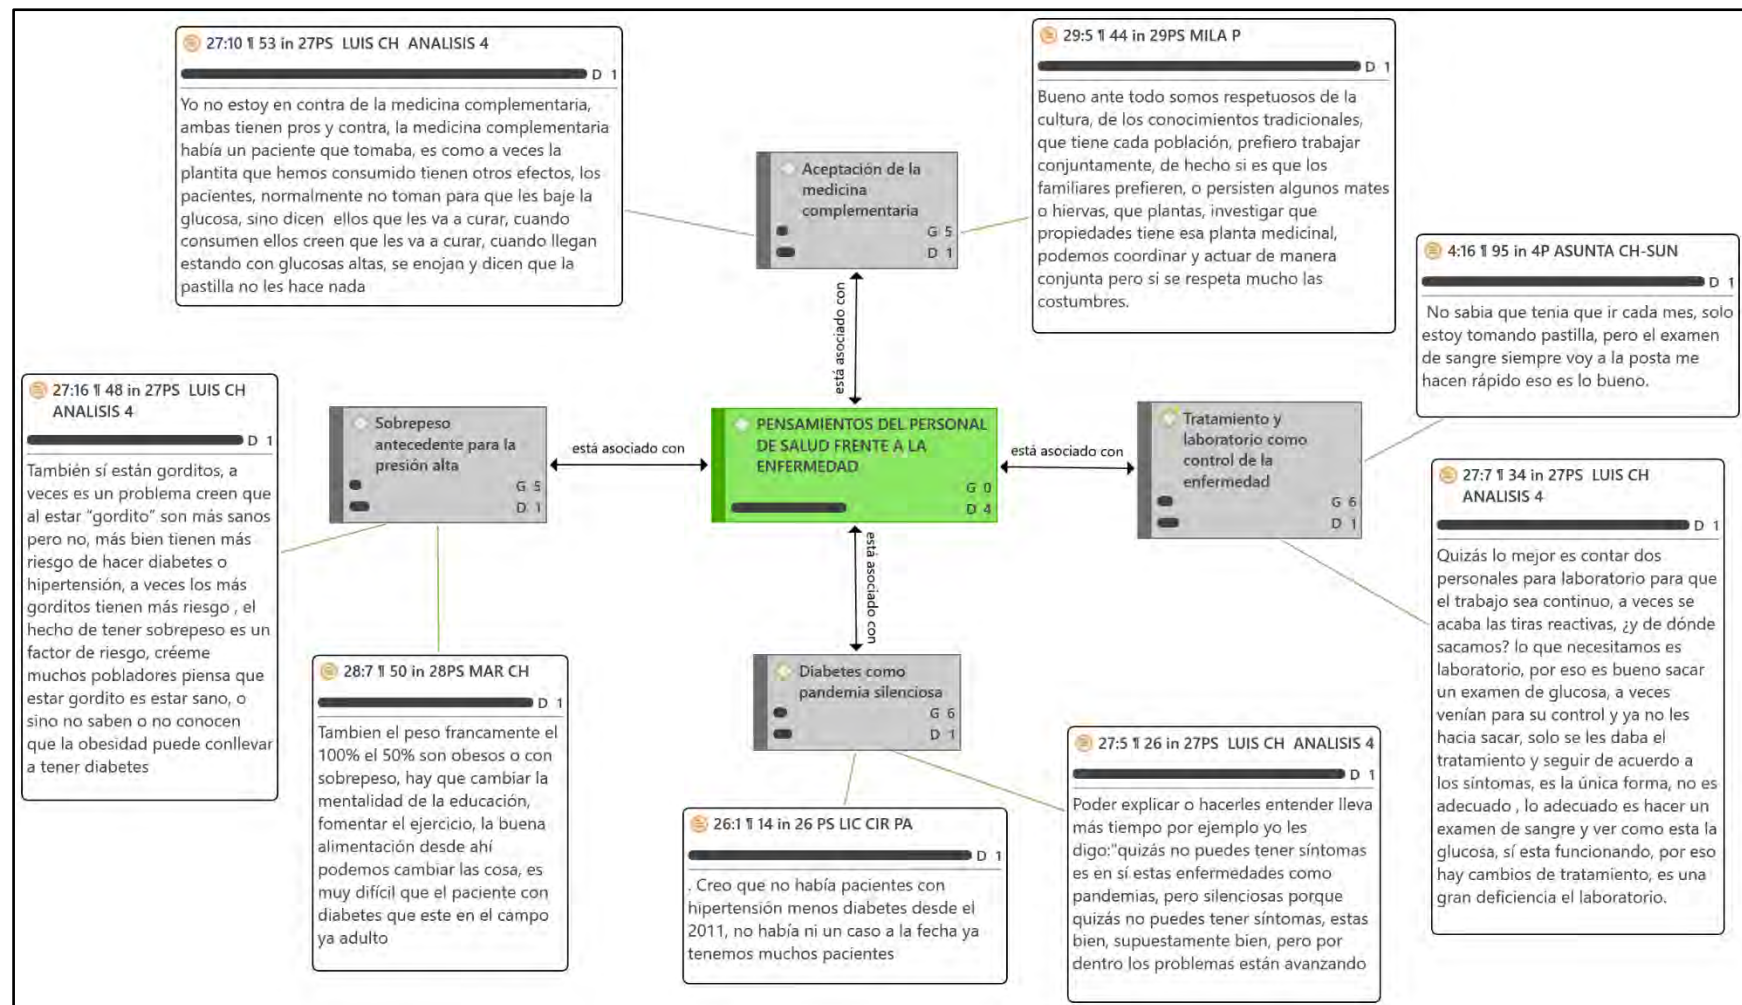 27:10 ¶ 53 in 27PS LUIS CH ANALISIS 4
D 1
Yo no estoy en contra de la medicina complementaria,
ambas tienen pros y contra, la medicina complementaria
había un paciente que tomaba, es como a veces la
plantita que hemos consumido tienen otros efectos, los
pacientes, normalmente no toman para que les baje la
glucosa, sino dicen ellos que les va a curar, cuando
consumen ellos creen que les va a curar, cuando llegan
estando con glucosas altas, se enojan y dicen que la
pastilla no les hace nada
29:5 ¶ 44 in 29PS MILA P
D 1
Bueno ante todo somos respetuosos de la
cultura, de los conocimientos tradicionales,
que tiene cada población, prefiero trabajar
conjuntamente, de hecho si es que los
familiares prefieren, o persisten algunos mates
o hiervas, que plantas, investigar que
propiedades tiene esa planta medicinal,
podemos coordinar y actuar de manera
conjunta pero si se respeta mucho las
costumbres.
Aceptación de la
medicina
complementaria
G 5
D 1
está asociado con
4:16 ¶ 95 in 4P ASUNTA CH-SUN
D 1
No sabia que tenia que ir cada mes, solo
estoy tomando pastilla, pero el examen
de sangre siempre voy a la posta me
hacen rápido eso es lo bueno.
27:16 ¶ 48 in 27PS LUIS CH
ANALISIS 4
D 1
También sí están gorditos, a
veces es un problema creen que
al estar "gordito" son más sanos
pero no, más bien tienen más
riesgo de hacer diabetes o
hipertensión, a veces los más
gorditos tienen más riesgo , el
hecho de tener sobrepeso es un
factor de riesgo, créeme
muchos pobladores piensa que
estar gordito es estar sano, o
sino no saben o no conocen
que la obesidad puede conllevar
a tener diabetes
Sobrepeso
antecedente para la
presión alta
G 5
D 1
está asociado con
PENSAMIENTOS DEL PERSONAL
DE SALUD FRENTE A LA
ENFERMEDAD
G 0
D 4
está asociado con
Tratamiento y
laboratorio como
control de la
enfermedad
G 6
D 1
27:7 ¶ 34 in 27PS LUIS CH
ANALISIS 4
D 1
Quizás lo mejor es contar dos
personales para laboratorio para que
el trabajo sea continuo, a veces se
acaba las tiras reactivas, ¿y de dónde
sacamos? lo que necesitamos es
laboratorio, por eso es bueno sacar
un examen de glucosa, a veces
venían para su control y ya no les
hacia sacar, solo se les daba el
tratamiento y seguir de acuerdo a
los síntomas, es la única forma, no es
adecuado , lo adecuado es hacer un
examen de sangre y ver como esta la
glucosa, sí esta funcionando, por eso
hay cambios de tratamiento, es una
gran deficiencia el laboratorio.
está asociado con
28:7 ¶ 50 in 28PS MAR CH
D 1
Tambien el peso francamente el
100% el 50% son obesos o con
sobrepeso, hay que cambiar la
mentalidad de la educación,
fomentar el ejercicio, la buena
alimentación desde ahí
podemos cambiar las cosa, es
muy difícil que el paciente con
diabetes que este en el campo
ya adulto
Diabetes como
pandemia silenciosa
G 6
D 1
26:1 ¶ 14 in 26 PS LIC CIR PA
D 1
. Creo que no había pacientes con
hipertensión menos diabetes desde el
2011, no había ni un caso a la fecha ya
tenemos muchos pacientes
27:5 ¶ 26 in 27PS LUIS CH ANALISIS 4
D 1
Poder explicar o hacerles entender lleva
más tiempo por ejemplo yo les
digo:"quizás no puedes tener síntomas
es en sí estas enfermedades como
pandemias, pero silenciosas porque
quizás no puedes tener síntomas, estas
bien, supuestamente bien, pero por
dentro los problemas están avanzando